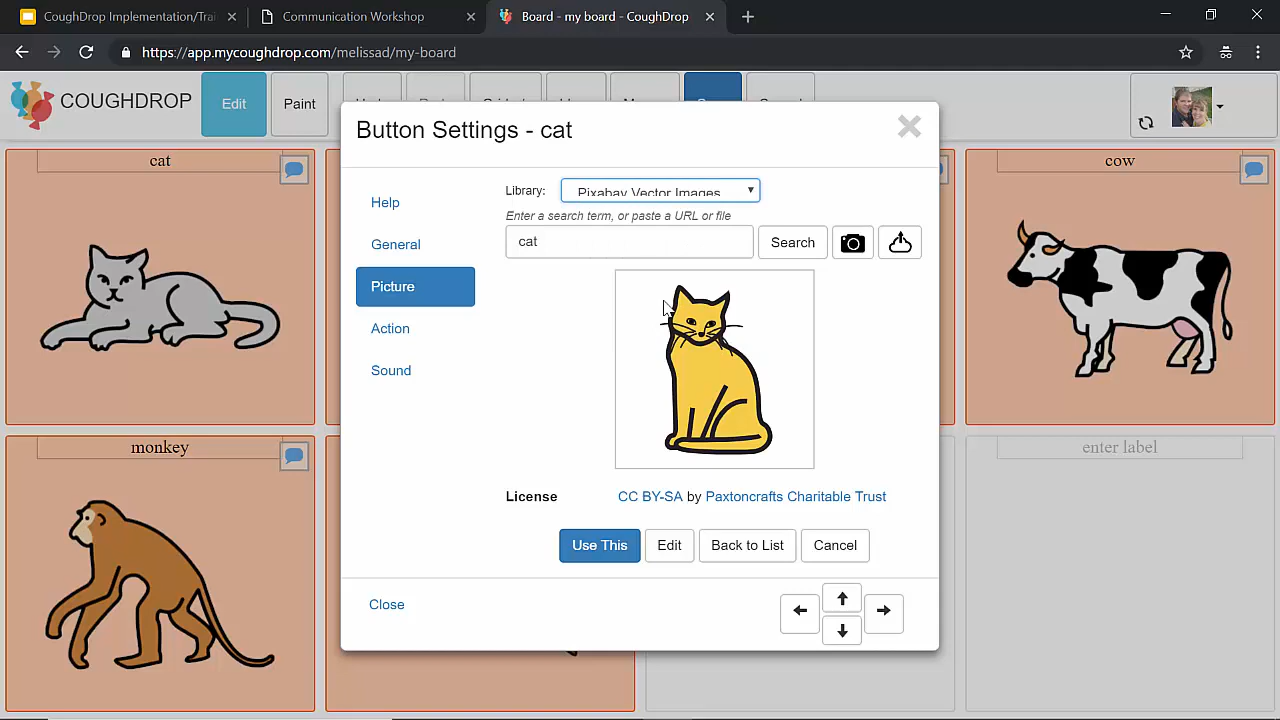 CoughDrop Implementation/Trai
Communication Workshop
Board - my board - CoughDrop
https://app.mycoughdrop.com/melissad/my-board
COUGHDROP
Edit
Paint
Button Settings - cat
cat
cow
Library:
Pixabay Vector Images
Help
Enter a search term, or paste a URL or file
General
cat
Search
Picture
Action
Sound
monkey
enter label
License
CC BY-SA by Paxtoncrafts Charitable Trust
Use This
Edit
Back to List
Cancel
Close